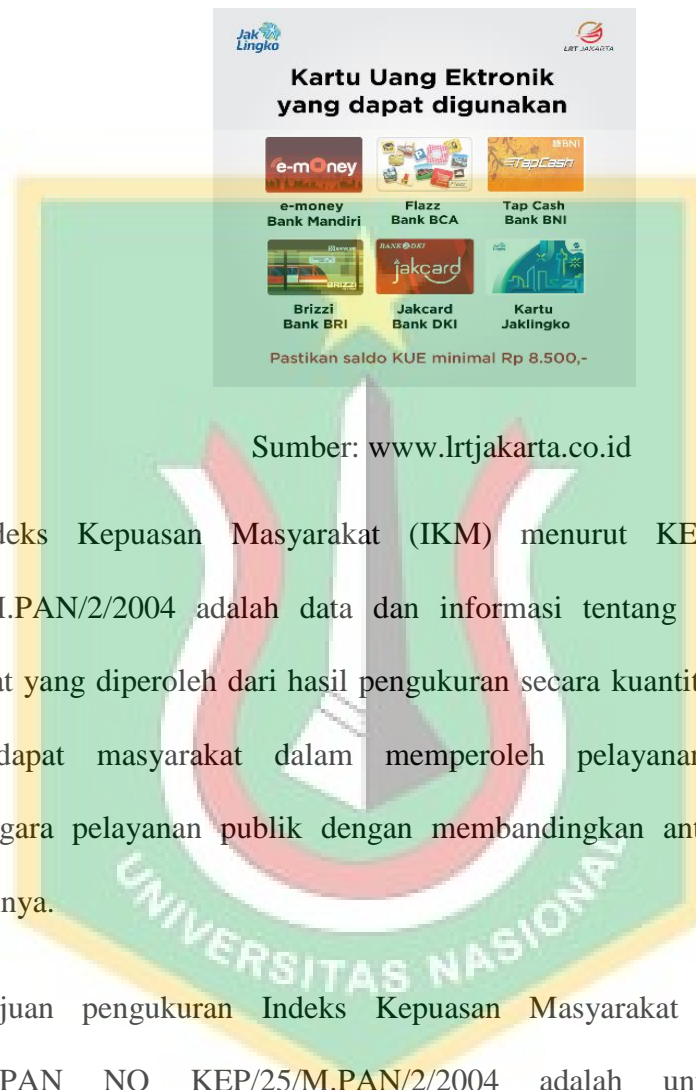 Jak
Lingko
LRT JAKARTA
Kartu Uang Ektronik
yang dapat digunakan
e-money
Flazz
BNI
TapCash
e-money
Bank Mandiri
Flazz
Bank BCA
Tap Cash
Bank BNI
BRIZZI
BANK DKI
jakcard
Brizzi
Bank BRI
Jakcard
Bank DKI
Kartu
Jaklingko
Pastikan saldo KUE minimal Rp 8.500,-
Sumber: www.lrtjakarta.co.id
deks Kepuasan Masyarakat (IKM) menurut KE
M.PAN/2/2004 adalah data dan informasi tentang
at yang diperoleh dari hasil pengukuran secara kuantit
dapat masyarakat dalam memperoleh pelayanan
gara pelayanan publik dengan membandingkan ant
nya.
juan pengukuran Indeks Kepuasan Masyarakat
PAN NO KEP/25/M.PAN/2/2004 adalah un
UNIVERSITAS NASIONAL